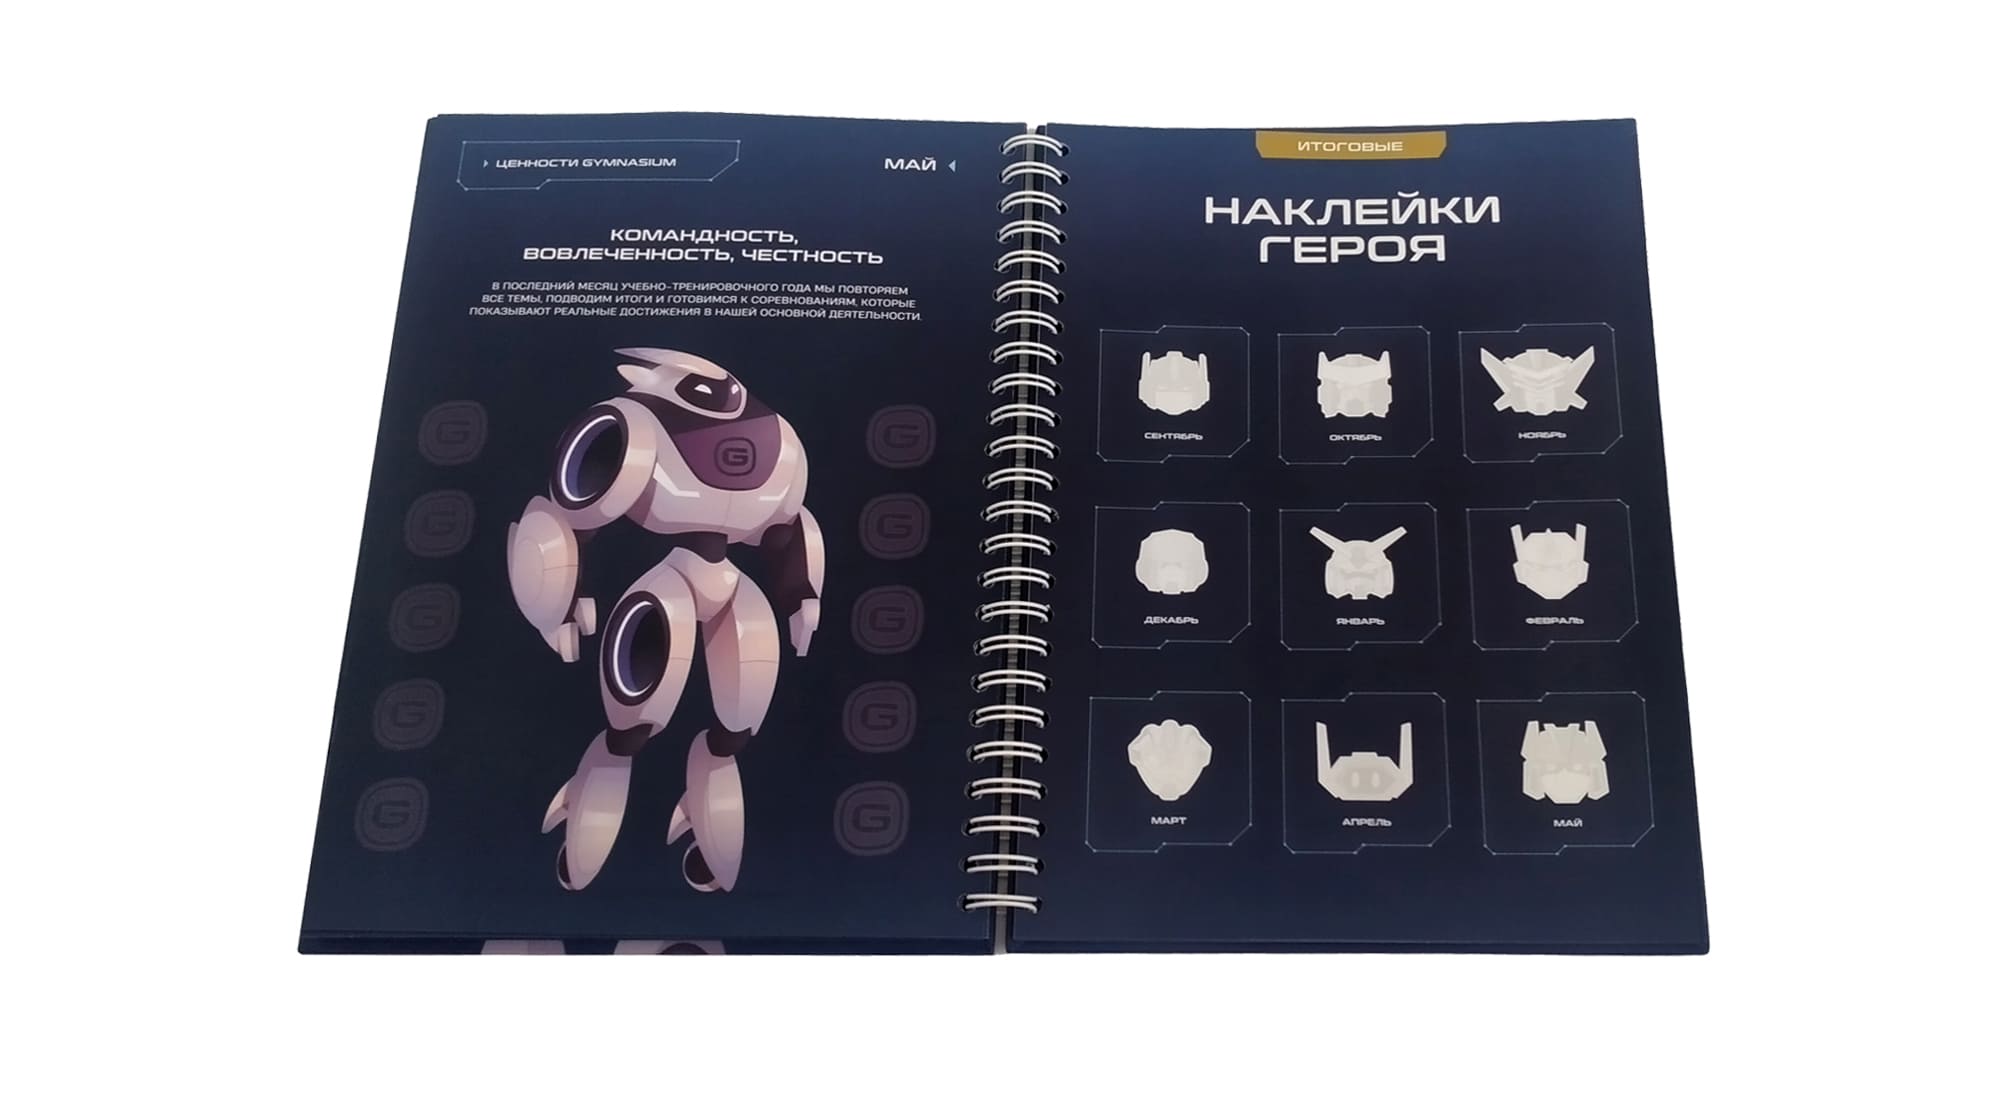 ЦЕННОСТИ GYMNASIUM
МАЙ
КОМАНДНОСТЬ,
ВОВЛЕЧЕННОСТЬ, ЧЕСТНОСТЬ
В ПОСЛЕДНИЙ МЕСЯЦ УЧЕБНО-ТРЕНИРОВОЧНОГО ГОДА МЫ ПОВТОРЯЕМ
ВСЕ ТЕМЫ, ПОДВОДИМ ИТОГИ И ГОТОВИМСЯ К СОРЕВНОВАНИЯМ, КОТОРЫЕ
ПОКАЗЫВАЮТ РЕАЛЬНЫЕ ДОСТИЖЕНИЯ В НАШЕЙ ОСНОВНОЙ ДЕЯТЕЛЬНОСТИ.
G
G
G
G
G
G
G
G
G
G
G
ИТОГОВЫЕ
НАКЛЕЙКИ
ГЕРОЯ
СЕНТЯБРЬ
ОКТЯБРЬ
НОЯБРЬ
ДЕКАБРЬ
ЯНВАРЬ
ФЕВРАЛЬ
МАРТ
АПРЕЛЬ
МАЙ